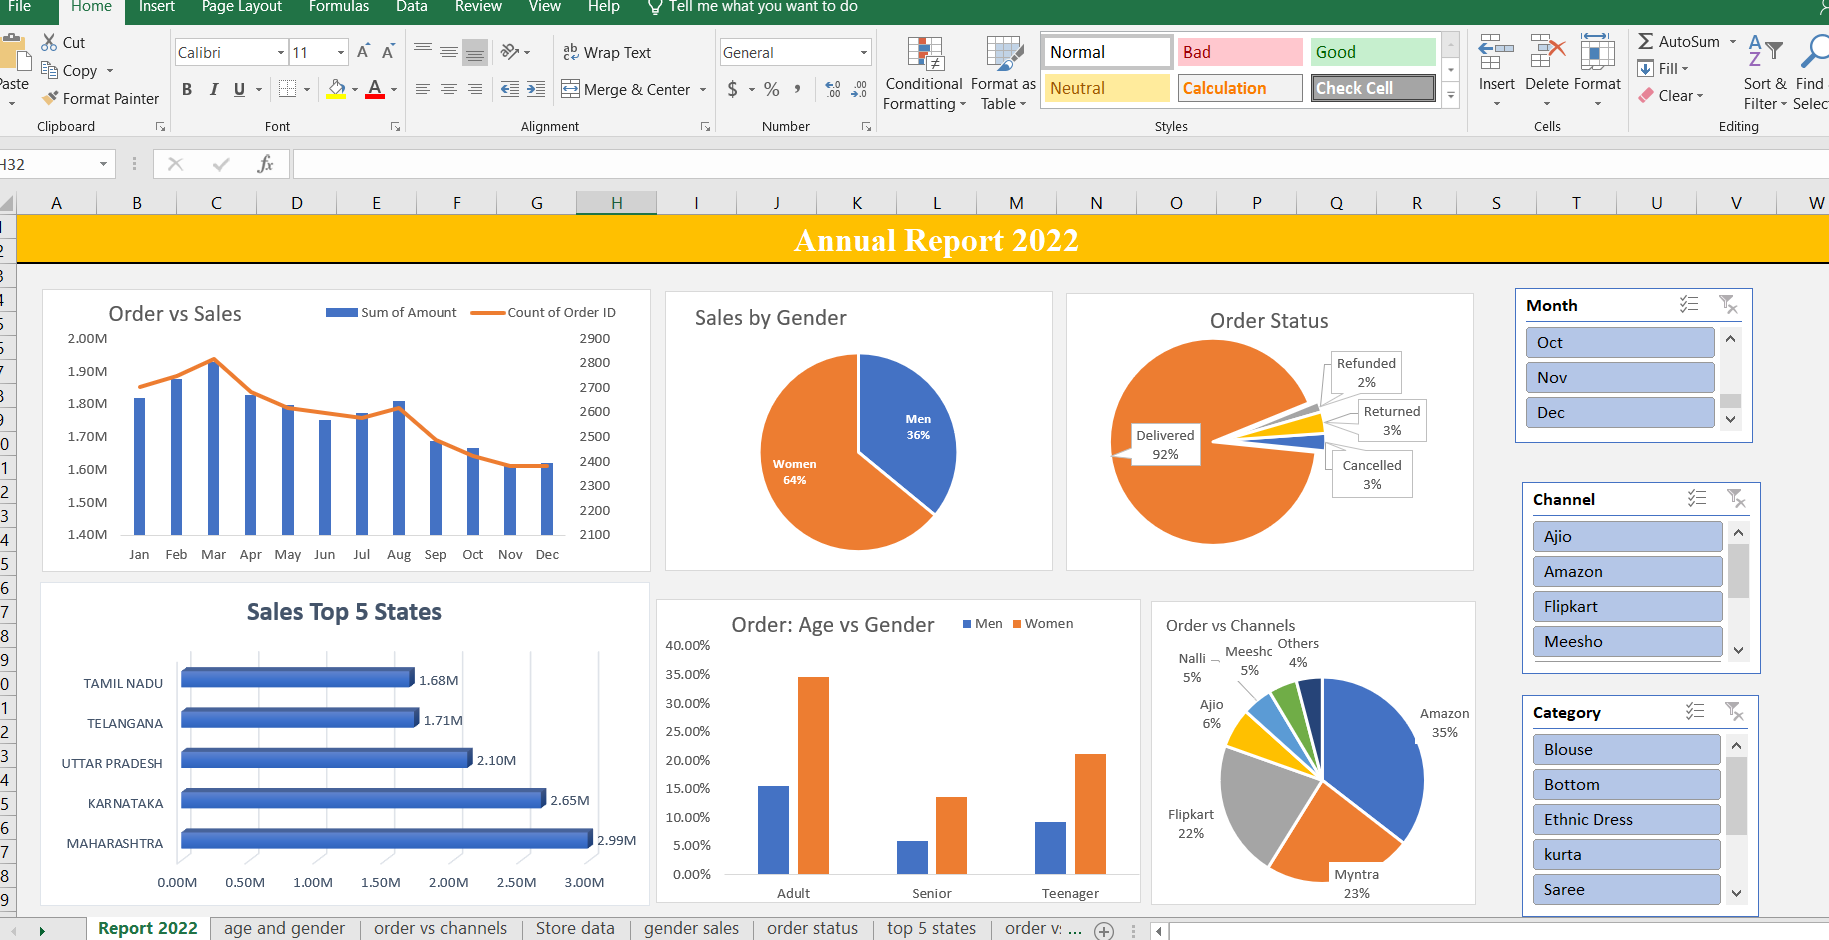 File Home Insert Page Layout Formulas Data Review View Help Tell me what you want to do
Cut
Copy
Format Painter
Clipboard
Calibri 11 A A
B I U A
Font
Wrap Text
Merge & Center
Alignment
General
$ % ,
Number
Conditional Formatting
Format as Table
Normal Bad Good
Neutral Calculation Check Cell
Styles
Insert Delete Format
Cells
AutoSum
Fill
Clear
Sort & Filter
Find
Editing
H32
fx
A B C D E F G H I J K L M N O P Q R S T U V W
Annual Report 2022
Order vs Sales
Sum of Amount Count of Order ID
2.00M
1.90M
1.80M
1.70M
1.60M
1.50M
1.40M
2900
2800
2700
2600
2500
2400
2300
2200
2100
Jan Feb Mar Apr May Jun Jul Aug Sep Oct Nov Dec
Sales by Gender
Men
36%
Women
64%
Order Status
Refunded
2%
Returned
3%
Delivered
92%
Cancelled
3%
Month
Oct
Nov
Dec
Channel
Ajio
Amazon
Flipkart
Meesho
Category
Blouse
Bottom
Ethnic Dress
kurta
Saree
Sales Top 5 States
TAMIL NADU 1.68M
TELANGANA 1.71M
UTTAR PRADESH 2.10M
KARNATAKA 2.65M
MAHARASHTRA 2.99M
0.00M 0.50M 1.00M 1.50M 2.00M 2.50M 3.00M
Order: Age vs Gender
Men Women
40.00%
35.00%
30.00%
25.00%
20.00%
15.00%
10.00%
5.00%
0.00%
Adult Senior Teenager
Order vs Channels
Others
4%
Meesho
5%
Nalli
5%
Ajio
6%
Amazon
35%
Flipkart
22%
Myntra
23%
Report 2022 age and gender order vs channels Store data gender sales order status top 5 states order v: ...